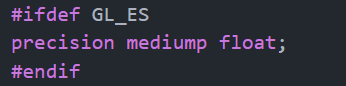 #ifdef GL_ES
precision mediump float;
#endif